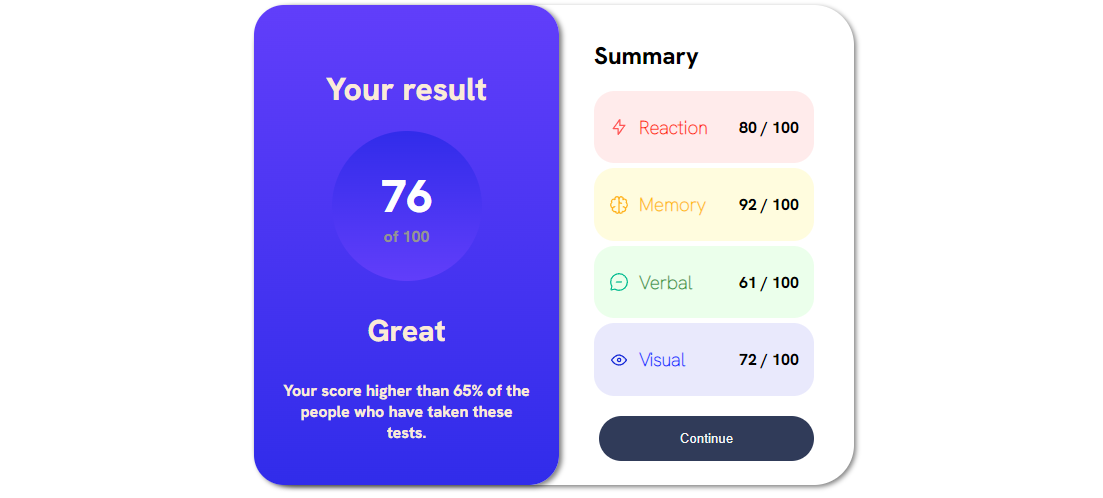 Your result
76
of 100
Great
Your score higher than 65% of the
people who have taken these
tests.
Summary
Reaction 80 / 100
Memory 92 / 100
Verbal 61 / 100
Visual 72 / 100
Continue